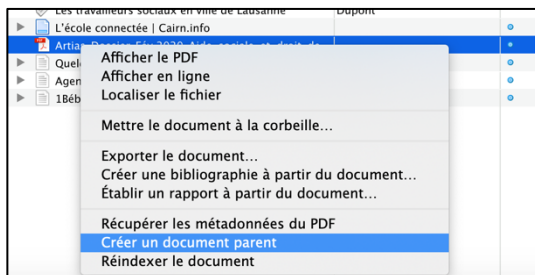 Les travailleurs sociaux en ville de Lausanne Dupont
L'école connectée | Cairn.info
Artias
Afficher le PDF
Afficher en ligne
Localiser le fichier
Mettre le document à la corbeille...
Exporter le document...
Créer une bibliographie à partir du document...
Établir un rapport à partir du document...
Récupérer les métadonnées du PDF
Créer un document parent
Réindexer le document